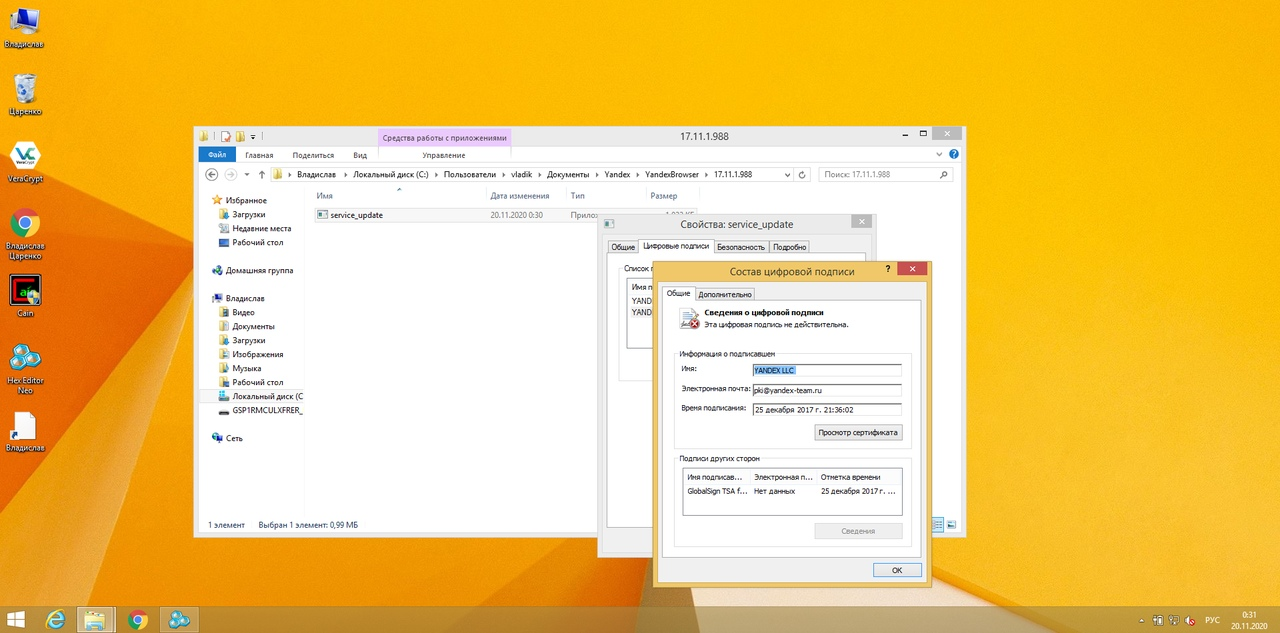 Владислав
Царенко
VeraCrypt
Владислав
Царенко
Cain
Hex Editor
Neo
Владислав
Средства работы с приложениями
17.11.1.988
Файл
Главная
Поделиться
Вид
Управление
Владислав
Локальный диск (C:)
Пользователи
vladik
Документы
Yandex
YandexBrowser
17.11.1.988
Поиск: 17.11.1.988
Имя
Дата изменения
Тип
Размер
service_update
20.11.2020 0:30
Избранное
Загрузки
Недавние места
Рабочий стол
Домашняя группа
Владислав
Видео
Документы
Загрузки
Изображения
Музыка
Рабочий стол
Локальный диск (C
GSP1RMCULXFRER_
Сеть
1 элемент
Выбран 1 элемент: 0,99 МБ
Свойства: service_update
Общие
Цифровые подписи
Безопасность
Подробно
Список
YAND
YAND
Состав цифровой подписи
?
Общие
Дополнительно
Сведения о цифровой подписи
Эта цифровая подпись не действительна.
Информация о подписавшем
Имя:
YANDEX LLC
Электронная почта:
pki@yandex-team.ru
Время подписания:
25 декабря 2017 г. 21:36:02
Просмотр сертификата
Подписи других сторон
Имя подписав...
Электронная п...
Отметка времени
GlobalSign TSA f...
Нет данных
25 декабря 2017 г. ...
Сведения
ОК
РУС
0:31
20.11.2020